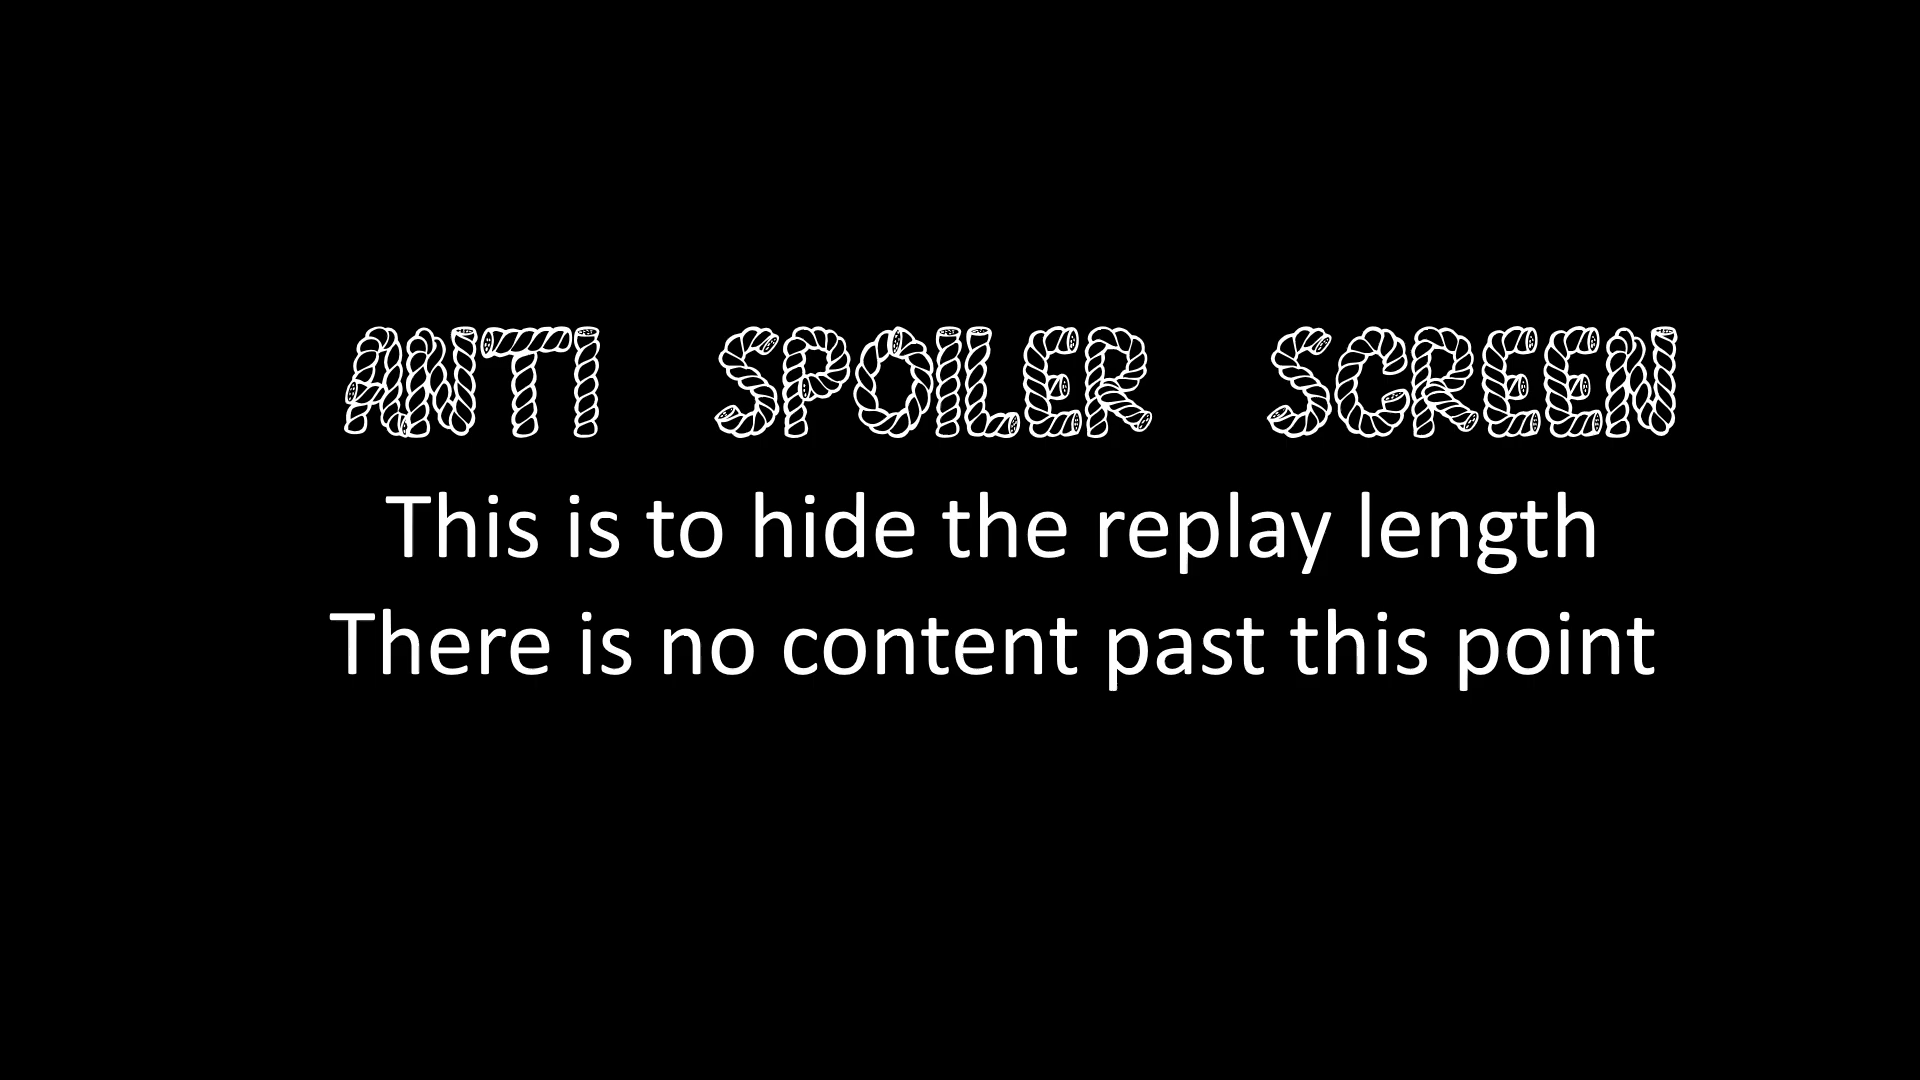 ANTI SPOILER SCREEN
This is to hide the replay length
There is no content past this point